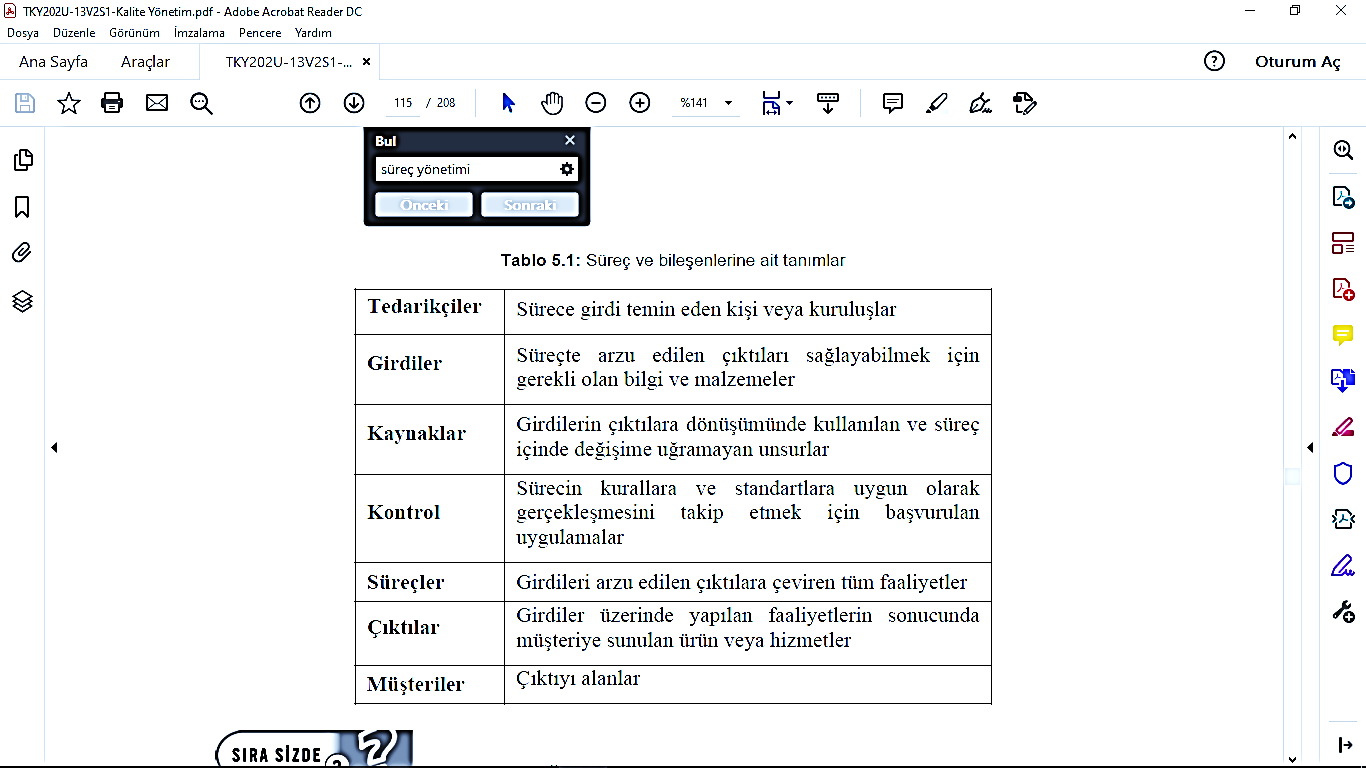 TKY202U-13V2S1-Kalite Yönetim.pdf - Adobe Acrobat Reader DC
Dosya Düzenle Görünüm İmzalama Pencere Yardım
Ana Sayfa Araçlar TKY202U-13V2S1-... × Oturum Aç
115 / 208 %141
Bul
süreç yönetimi
Önceki Sonraki
Tablo 5.1: Süreç ve bileşenlerine ait tanımlar
Tedarikçiler Sürece girdi temin eden kişi veya kuruluşlar
Girdiler
Süreçte arzu edilen çıktıları sağlayabilmek için
gerekli olan bilgi ve malzemeler
Kaynaklar
Girdilerin çıktılara dönüşümünde kullanılan ve süreç
içinde değişime uğramayan unsurlar
Kontrol
Sürecin kurallara ve standartlara uygun olarak
gerçekleşmesini takip etmek için başvurulan
uygulamalar
Süreçler Girdileri arzu edilen çıktılara çeviren tüm faaliyetler
Çıktılar
Girdiler üzerinde yapılan faaliyetlerin sonucunda
müşteriye sunulan ürün veya hizmetler
Müşteriler Çıktıyı alanlar
SIRA SİZDE